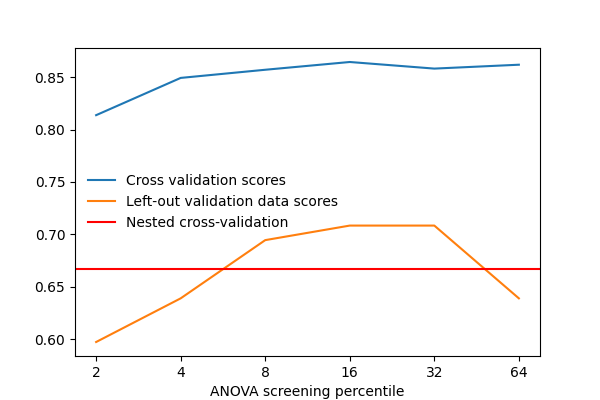 0.85
0.80
0.75
0.70
0.65
0.60
Cross validation scores
Left-out validation data scores
Nested cross-validation
2 4 8 16 32 64
ANOVA screening percentile